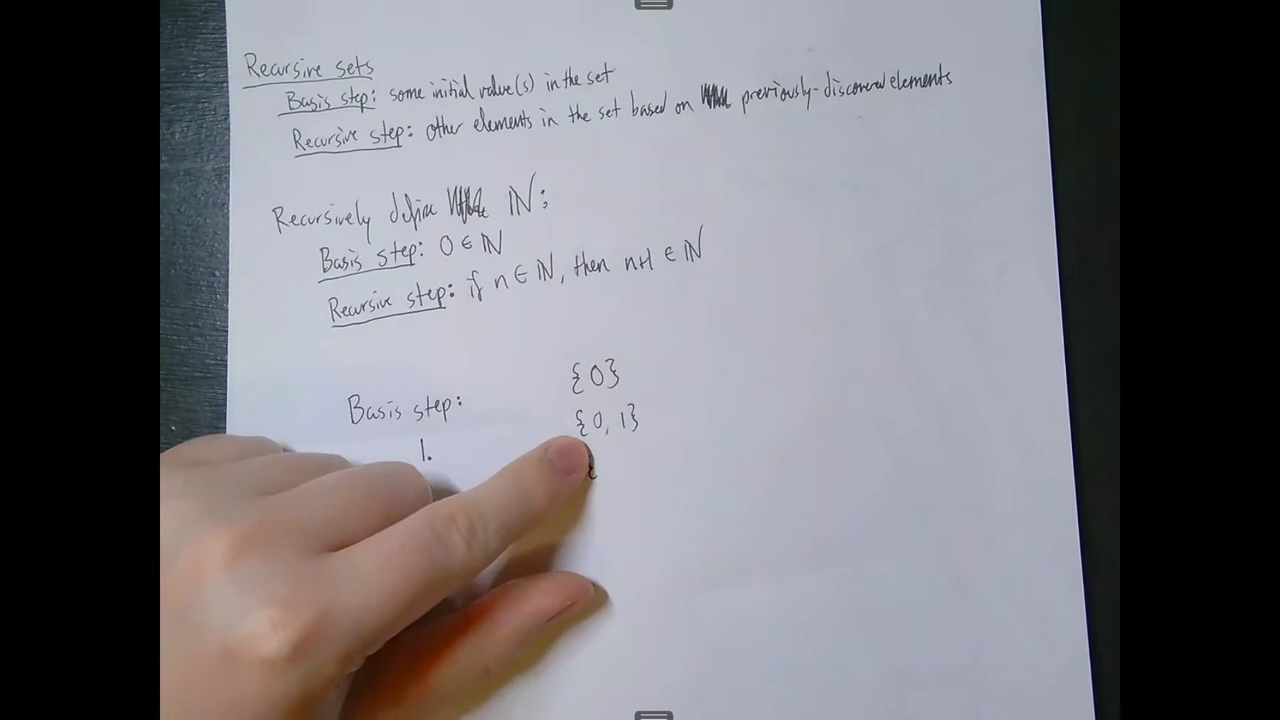 Recursive sets
Basis step: some initial value(s) in the set
Recursive step: other elements in the set based on previously-discovered elements
Recursively define ℕ:
Basis step: 0 ∈ ℕ
Recursive step: if n ∈ ℕ, then n+1 ∈ ℕ
Basis step: {0}
1. {0, 1}
{